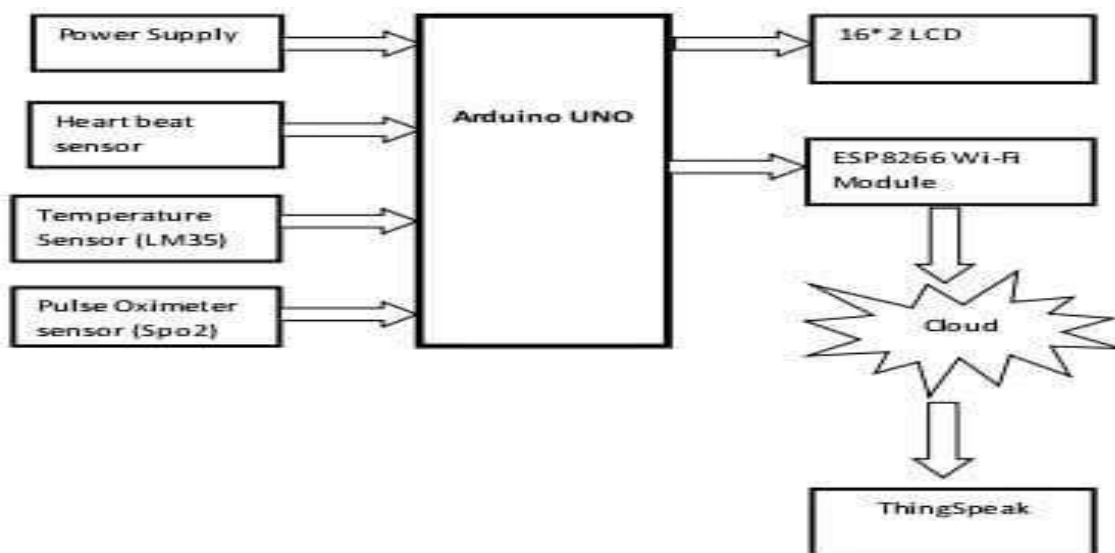 Power Supply
Heart beat
sensor
Temperature
Sensor (LM35)
Pulse Oximeter
sensor (Spo2)
Arduino UNO
16* 2 LCD
ESP8266 Wi-Fi
Module
Cloud
ThingSpeak